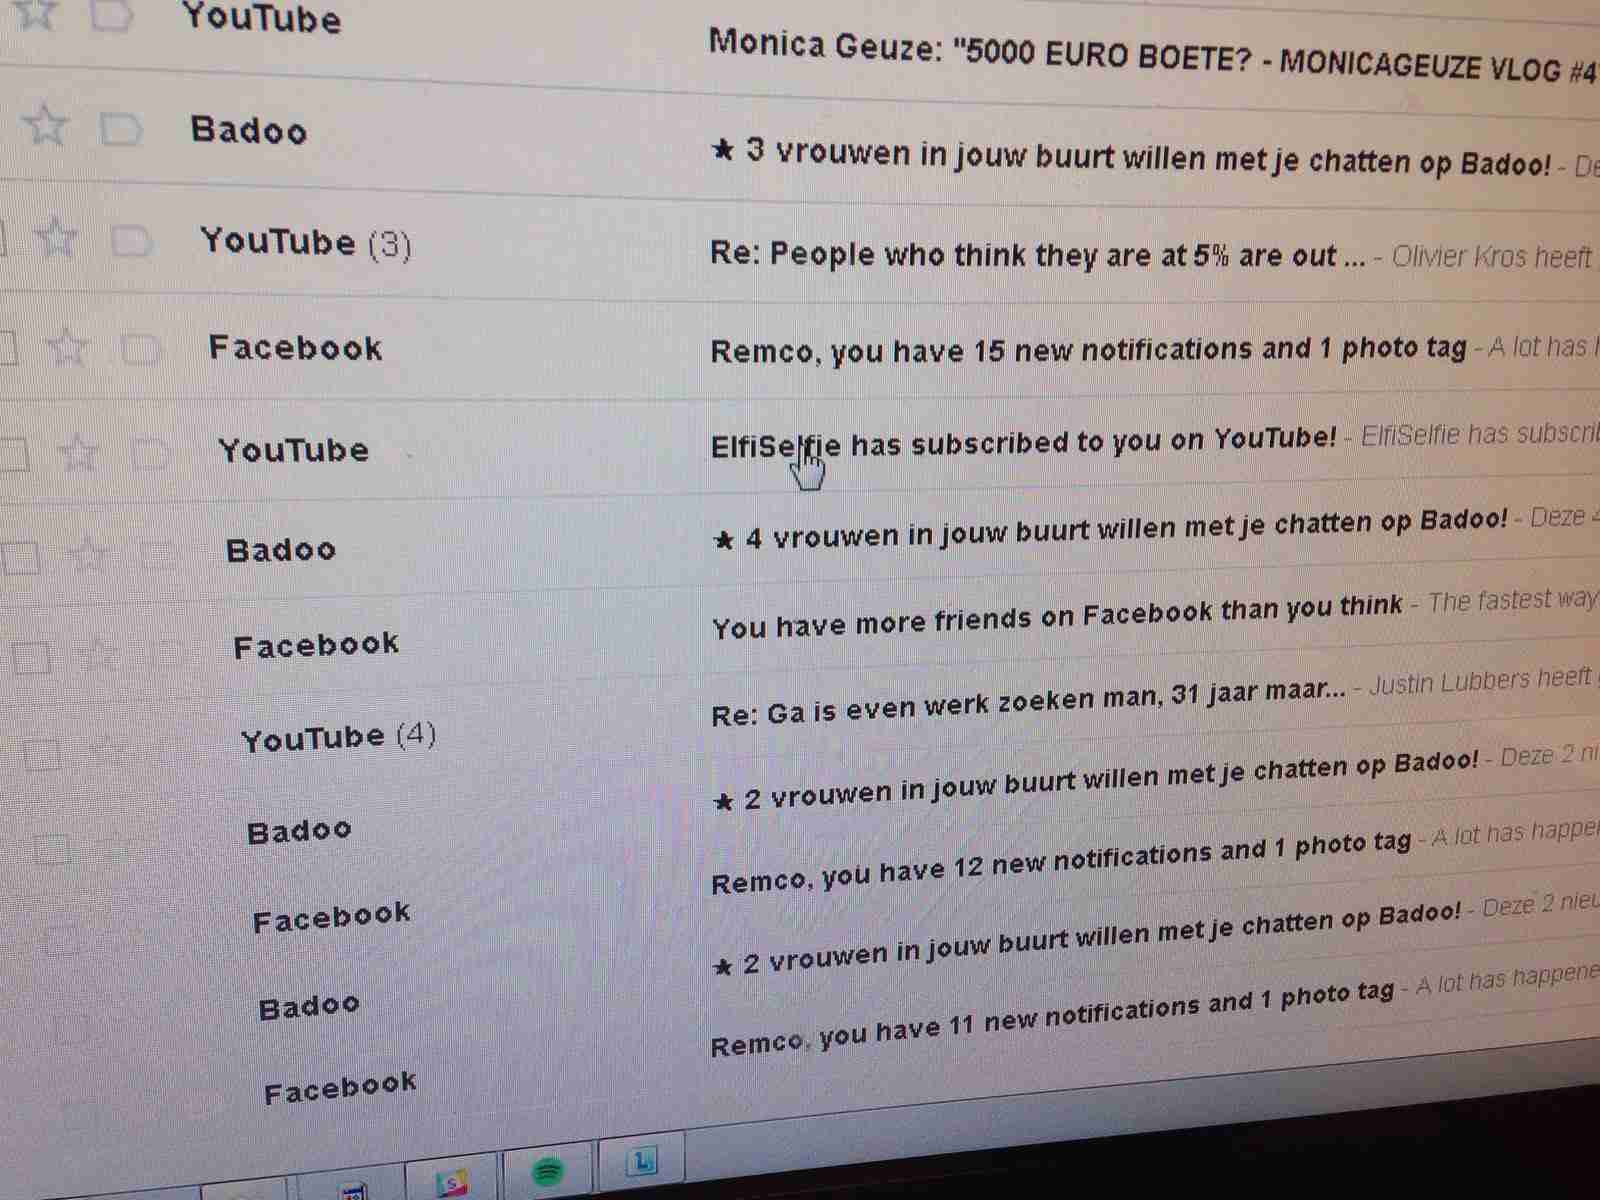 YouTube Monica Geuze: "5000 EURO BOETE? - MONICAGEUZE VLOG #4
Badoo ★ 3 vrouwen in jouw buurt willen met je chatten op Badoo! - De
YouTube (3) Re: People who think they are at 5% are out ... - Olivier Kros heeft
Facebook Remco, you have 15 new notifications and 1 photo tag - A lot has
YouTube ElfiSelfie has subscribed to you on YouTube! - ElfiSelfie has subscri
Badoo ★ 4 vrouwen in jouw buurt willen met je chatten op Badoo! - Deze 4
Facebook You have more friends on Facebook than you think - The fastest way
YouTube (4) Re: Ga is even werk zoeken man, 31 jaar maar... - Justin Lubbers heeft
Badoo ★ 2 vrouwen in jouw buurt willen met je chatten op Badoo! - Deze 2 ni
Facebook Remco, you have 12 new notifications and 1 photo tag - A lot has happe
Badoo ★ 2 vrouwen in jouw buurt willen met je chatten op Badoo! - Deze 2 nieu
Facebook Remco, you have 11 new notifications and 1 photo tag - A lot has happene
S L